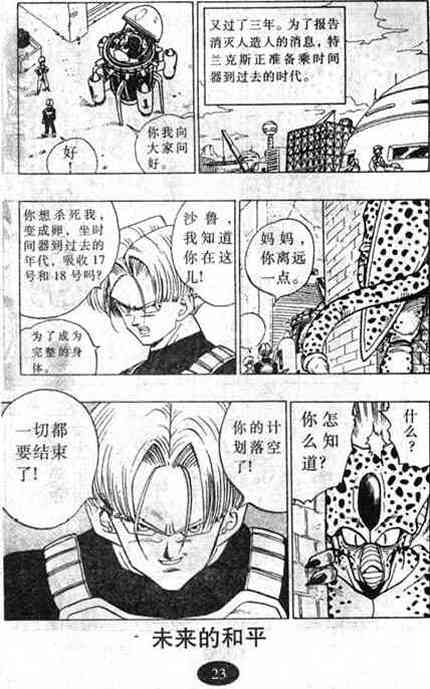 又过了三年。为了报告
消灭人造人的消息，特
兰克斯正准备乘时间
器到过去的时代。
你我向
大家问
好。
好！
妈妈，
你离远
一点。
沙鲁，
我知道
你在这
儿！
你想杀死我，
变成卵、坐时
间器到过去的
年代，吸收17
号和18号吗？
为了成为
完整的身
体。
什么？
你怎
么知
道？
你的计
划落空
了！
一切都
要结束
了！
未来的和平
23